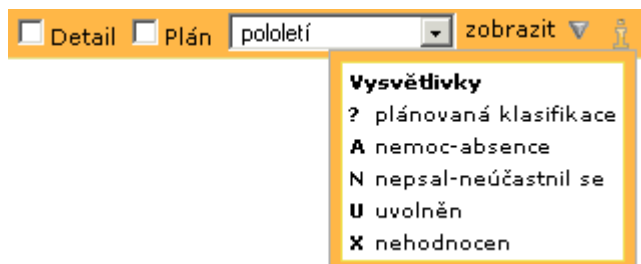 Detail Plán pololetí zobrazit
Vysvětlivky
? plánovaná klasifikace
A nemoc-absence
N nepsal-neúčastnil se
U uvolněn
X nehodnocen